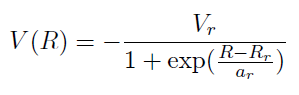 V(R) = -\frac{V_r}{1 + \exp(\frac{R-R_r}{a_r})}